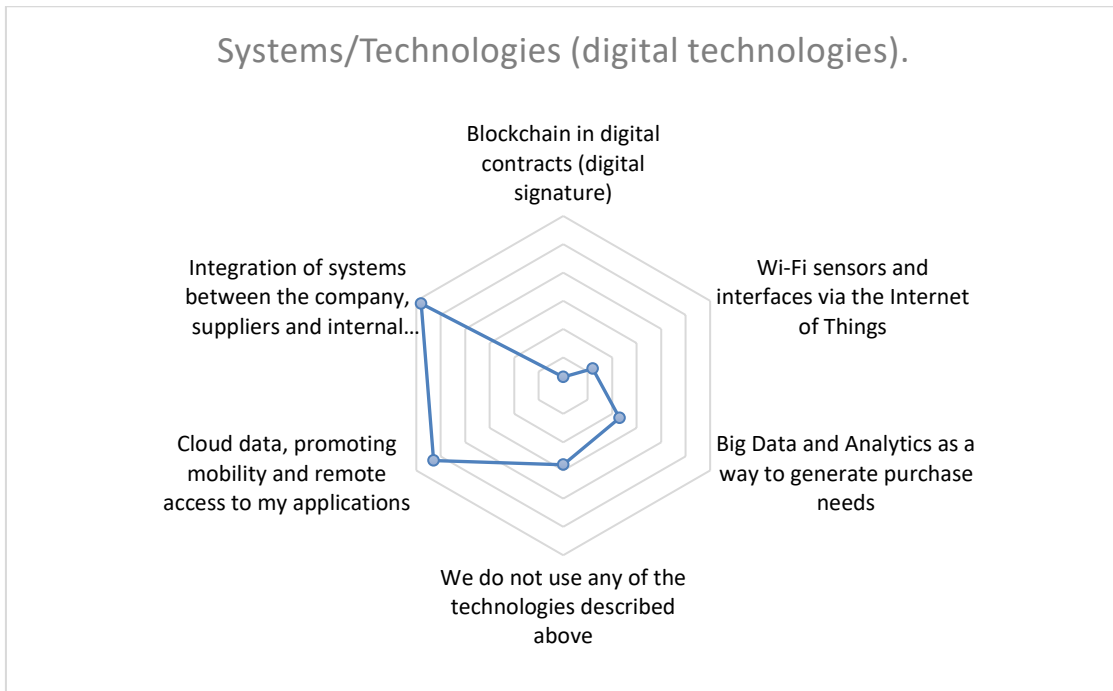 Systems/Technologies (digital technologies).
Blockchain in digital
contracts (digital
signature)
Wi-Fi sensors and
interfaces via the Internet
of Things
Big Data and Analytics as a
way to generate purchase
needs
We do not use any of the
technologies described
above
Cloud data, promoting
mobility and remote
access to my applications
Integration of systems
between the company,
suppliers and internal…